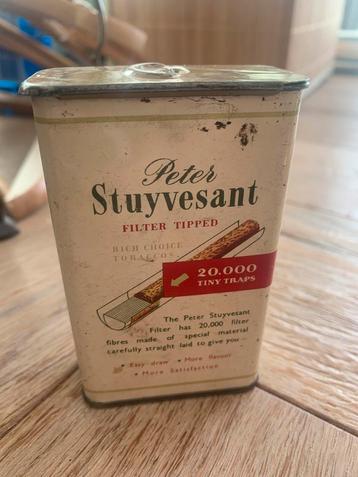 Peter
Stuyvesant
FILTER TIPPED
RICH CHOICE
TOBACCOS
20.000
TINY TRAPS
The Peter Stuyvesant
Filter has 20,000 filter
fibres made of special material
carefully straight laid to give you -
• Easy-draw • More flavour
• More Satisfaction